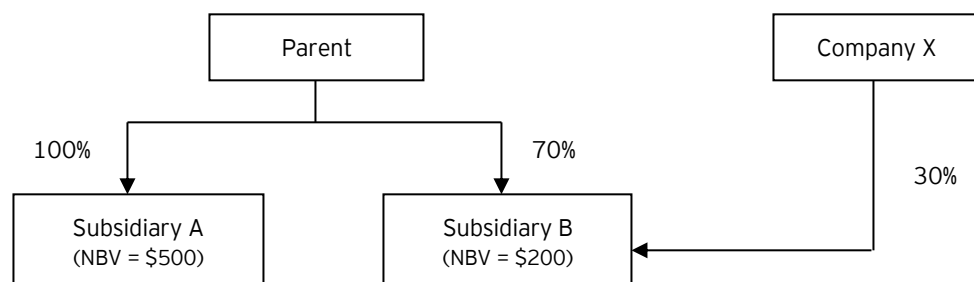 Parent
Company X
100%
70%
30%
Subsidiary A
(NBV = $500)
Subsidiary B
(NBV = $200)